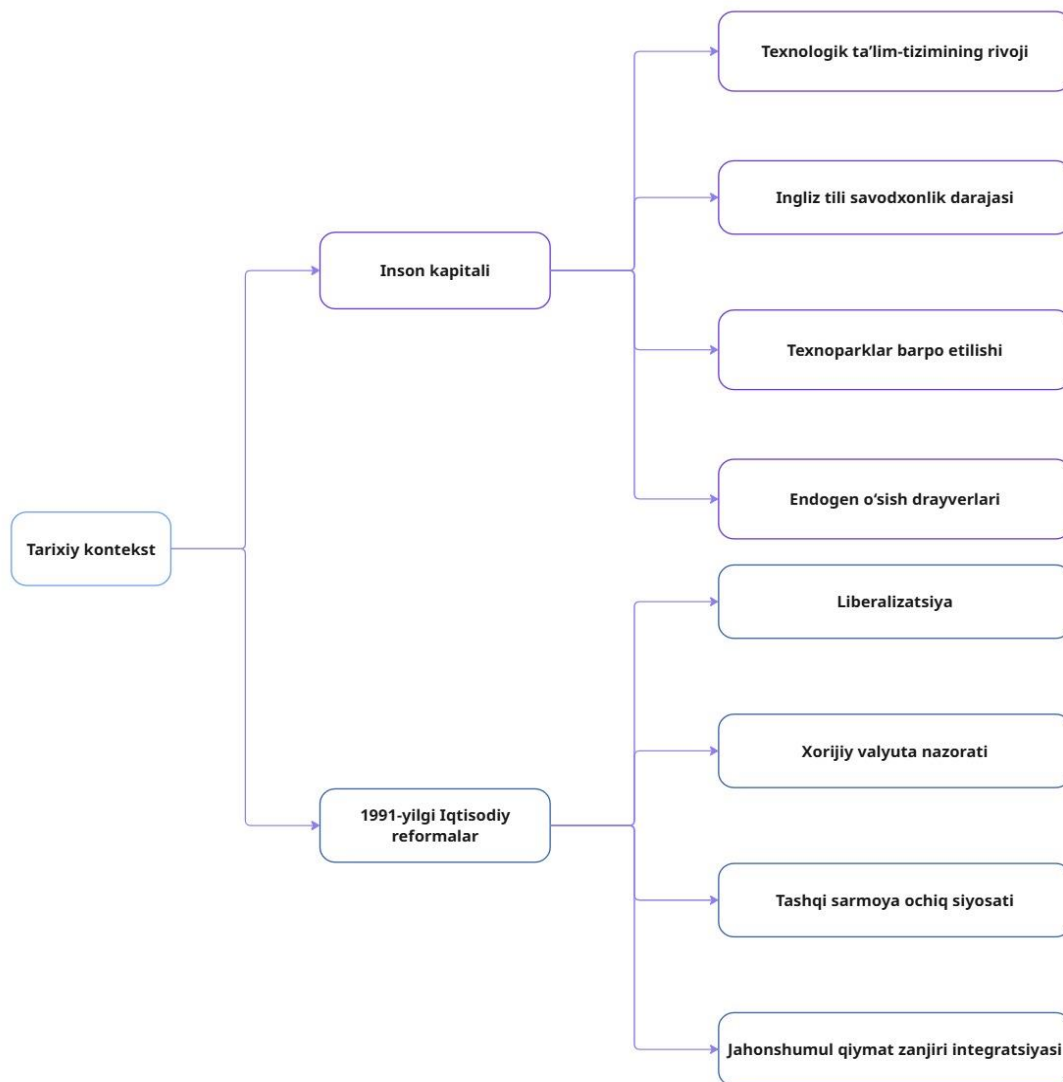 Texnologik ta’lim-tizimining rivoji
Ingliz tili savodxonlik darajasi
Inson kapitali
Texnoparklar barpo etilishi
Endogen o‘sish drayverlari
Tarixiy kontekst
Liberalizatsiya
Xorijiy valyuta nazorati
1991-yilgi Iqtisodiy
reformalar
Tashqi sarmoya ochiq siyosati
Jahonshumul qiymat zanjiri integratsiyasi